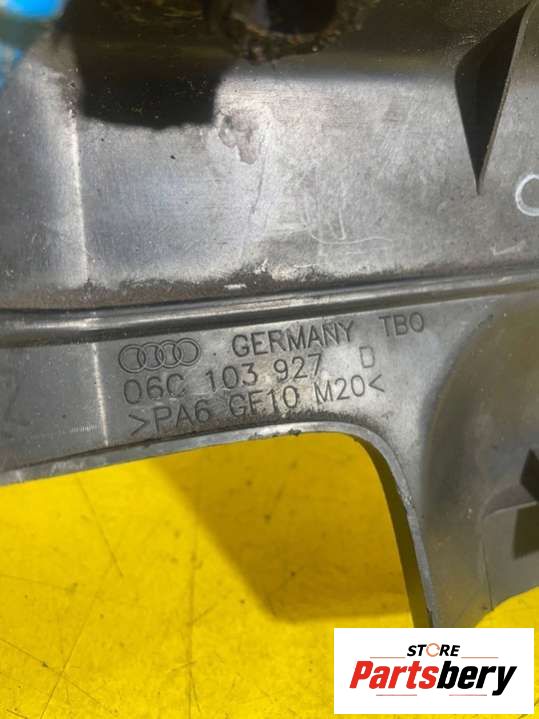 GERMANY TBO
06C 103 927 D
>PA6 GF10 M20<
STORE
Partsbery